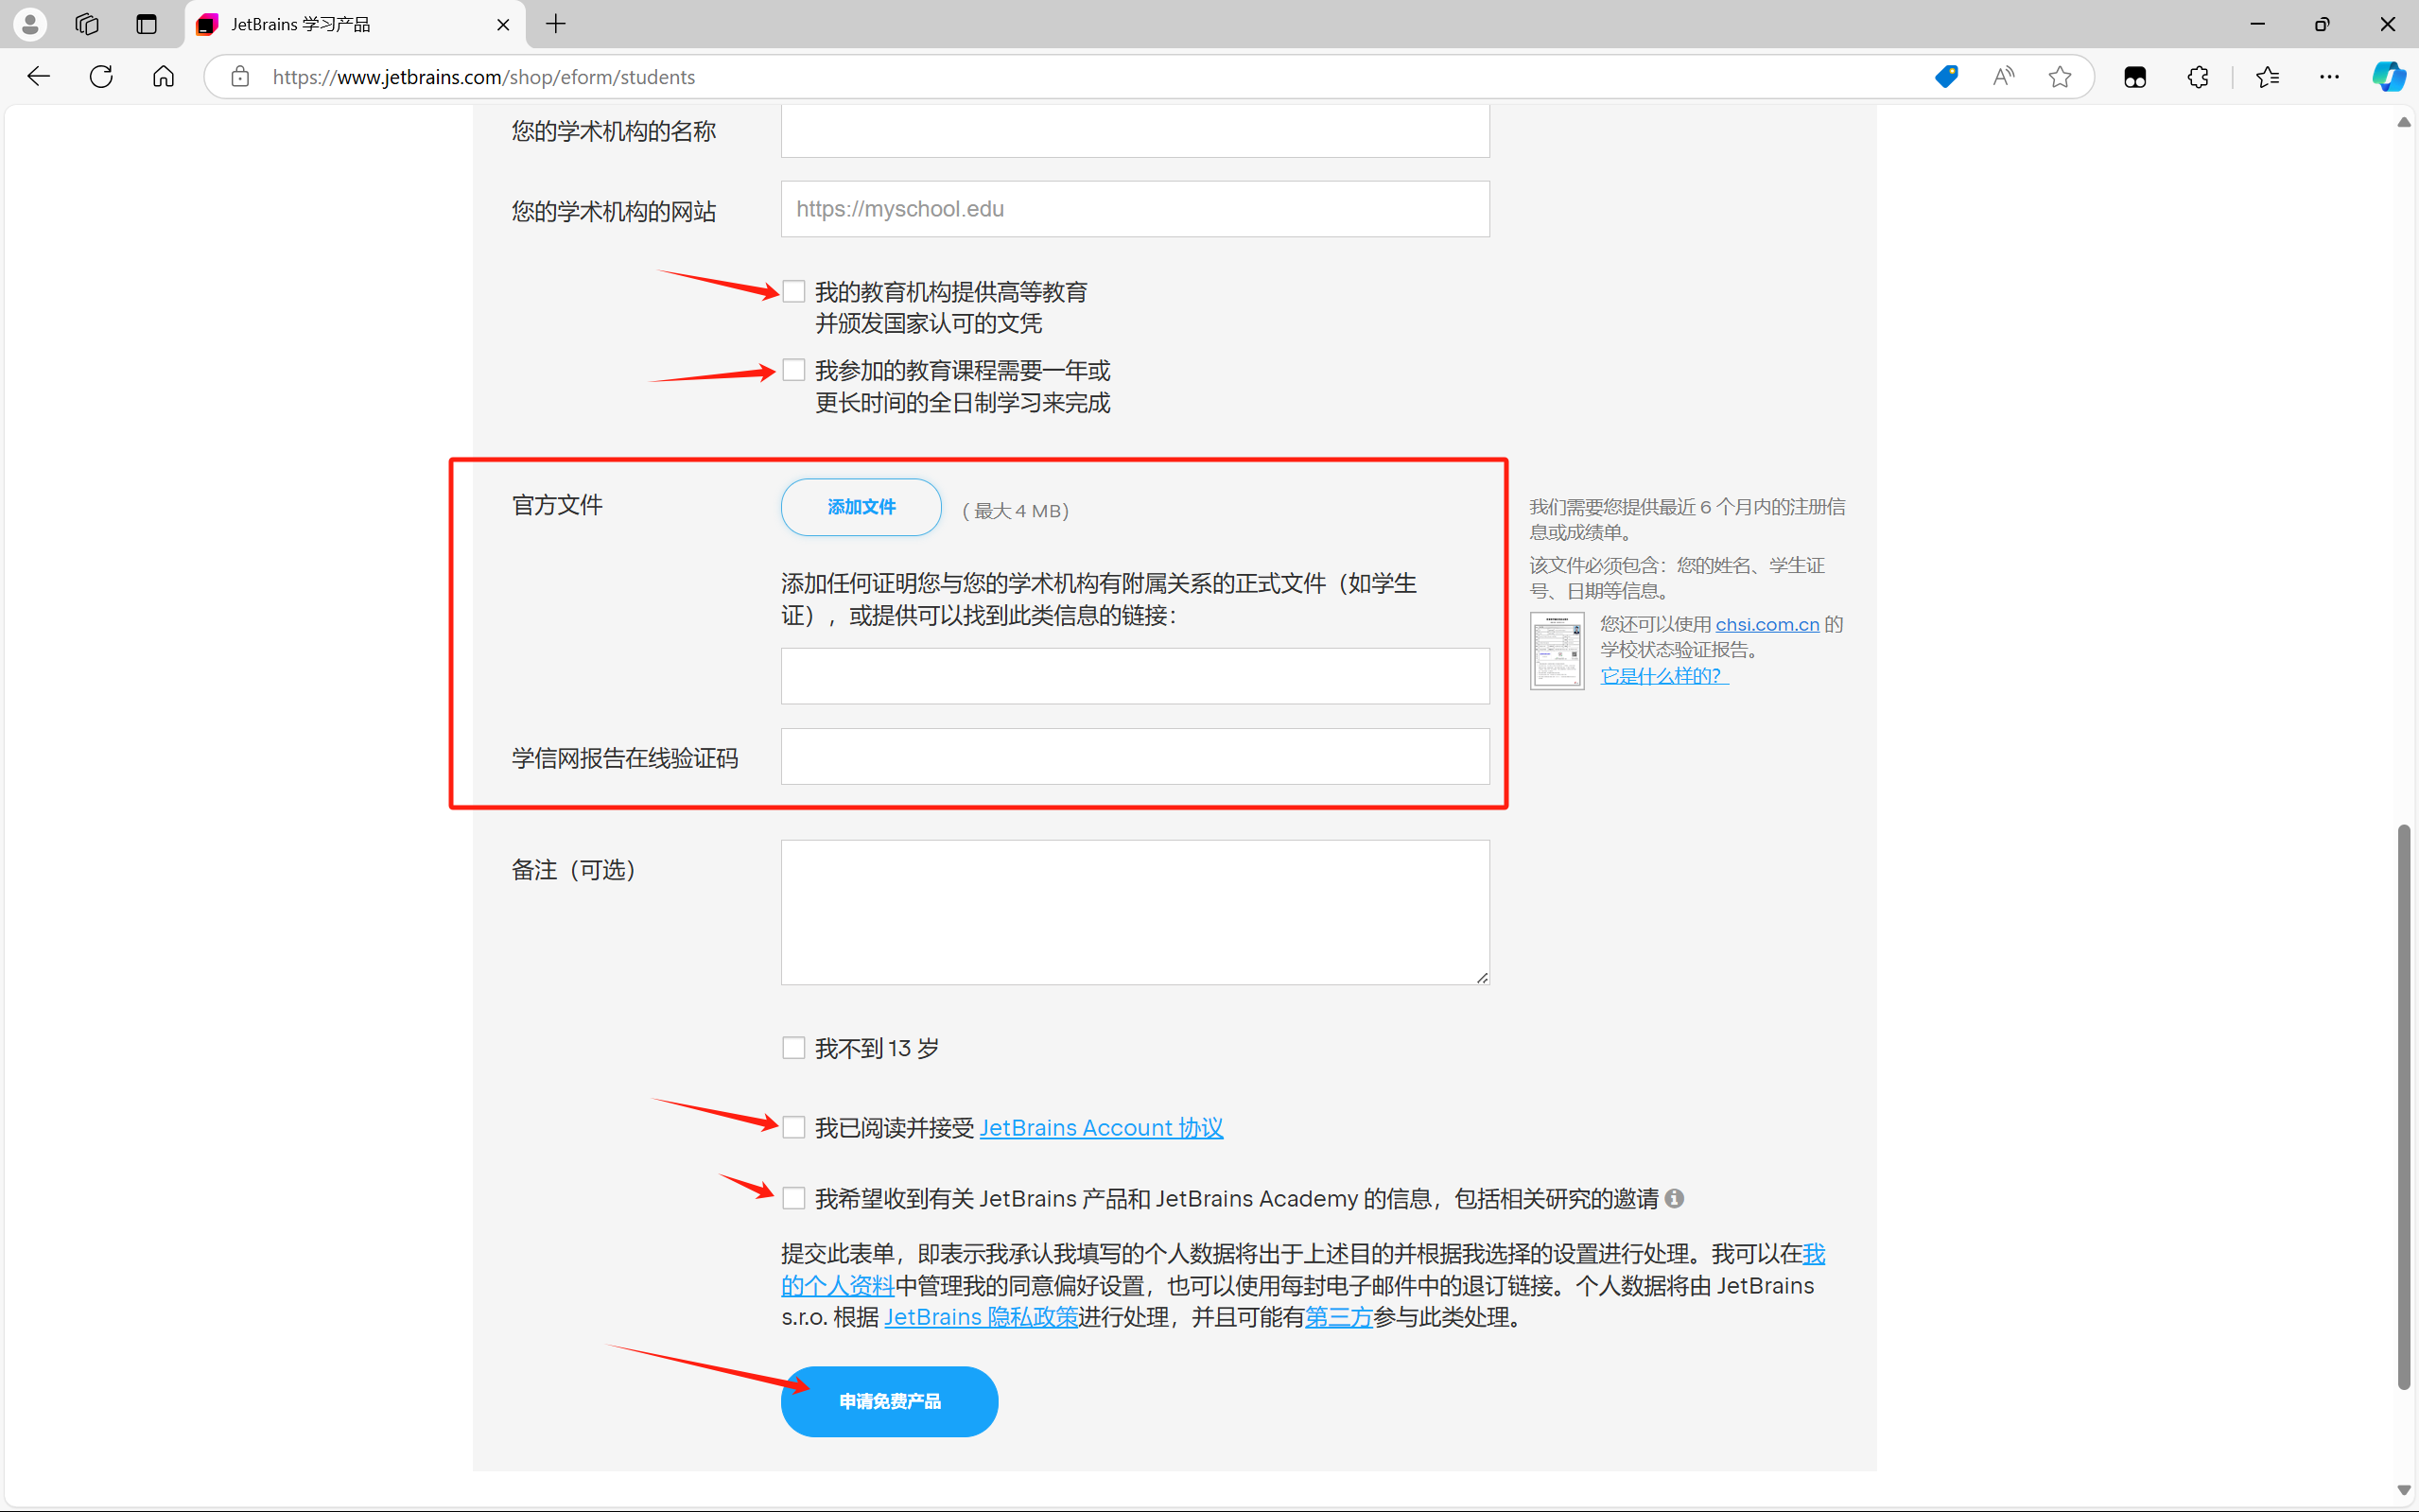 JetBrains 学习产品
https://www.jetbrains.com/shop/eform/students
您的学术机构的名称
您的学术机构的网站
https://myschool.edu
我的教育机构提供高等教育
并颁发国家认可的文凭
我参加的教育课程需要一年或
更长时间的全日制学习来完成
官方文件
添加文件
( 最大 4 MB)
添加任何证明您与您的学术机构有附属关系的正式文件（如学生
证），或提供可以找到此类信息的链接：
学信网报告在线验证码
我们需要您提供最近 6 个月内的注册信
息或成绩单。
该文件必须包含：您的姓名、学生证
号、日期等信息。
您还可以使用 chsi.com.cn 的
学校状态验证报告。
它是什么样的？
备注（可选）
我不到 13 岁
我已阅读并接受 JetBrains Account 协议
我希望收到有关 JetBrains 产品和 JetBrains Academy 的信息，包括相关研究的邀请
提交此表单，即表示我承认我填写的个人数据将出于上述目的并根据我选择的设置进行处理。我可以在我
的个人资料中管理我的同意偏好设置，也可以使用每封电子邮件中的退订链接。个人数据将由 JetBrains
s.r.o. 根据 JetBrains 隐私政策进行处理，并且可能有第三方参与此类处理。
申请免费产品